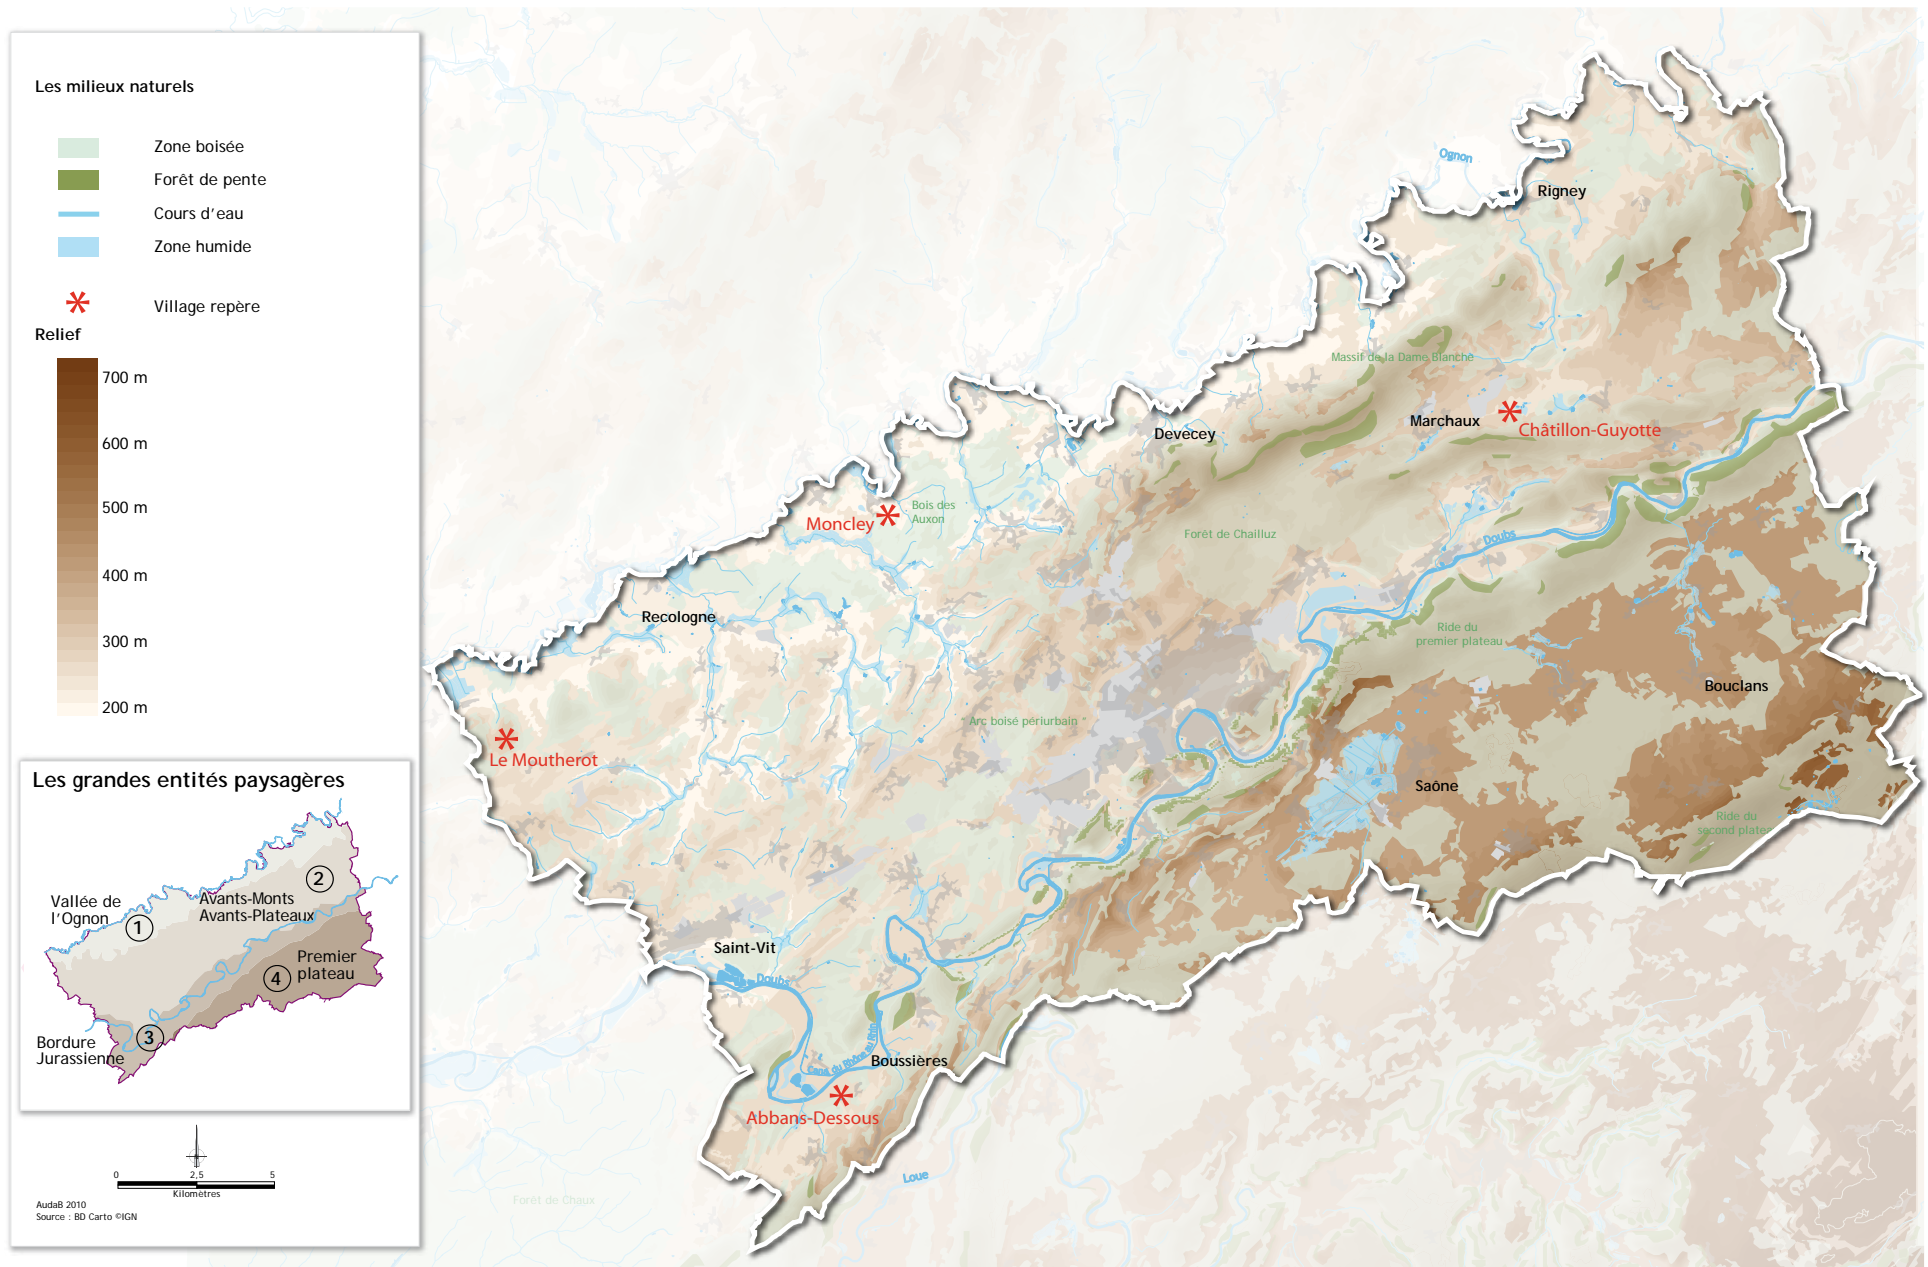 Les milieux naturels
Zone boisée
Forêt de pente
Cours d'eau
Zone humide
Village repère
Relief
700 m
600 m
500 m
400 m
300 m
200 m
Les grandes entités paysagères
Vallée de
l'Ognon
1
Avants-Monts
Avants-Plateaux
2
Premier
plateau
4
Bordure
Jurassienne
3
0 2,5 5
Kilomètres
AudaB 2010
Source : BD Carto ©IGN
Ognon
Rigney
Massif de la Dame Blanche
Marchaux
Châtillon-Guyotte
Devecey
Bois des
Auxon
Moncley
Forêt de Chailluz
Doubs
Recologne
Ride du
premier plateau
Bouclans
" Arc boisé périurbain "
Le Moutherot
Saône
Ride du
second plate
Saint-Vit
Doubs
Canal du Rhône au Rhin
Boussières
Abbans-Dessous
Loue
Forêt de Chaux